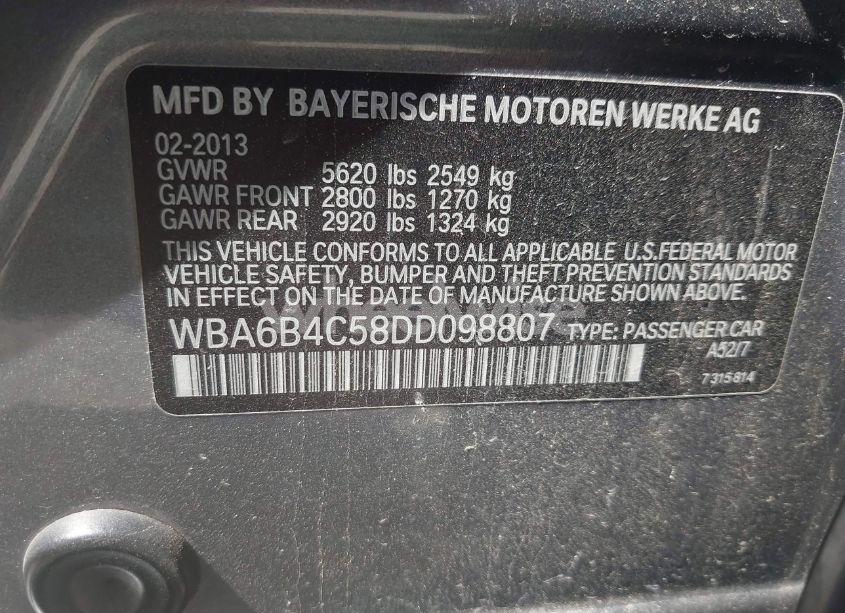 MFD BY BAYERISCHE MOTOREN WERKE AG
02-2013
GVWR 5620 lbs 2549 kg
GAWR FRONT 2800 lbs 1270 kg
GAWR REAR 2920 lbs 1324 kg
THIS VEHICLE CONFORMS TO ALL APPLICABLE U.S.FEDERAL MOTOR
VEHICLE SAFETY, BUMPER AND THEFT PREVENTION STANDARDS
IN EFFECT ON THE DATE OF MANUFACTURE SHOWN ABOVE.
WBA6B4C58DD098807 TYPE: PASSENGER CAR
A52/7
7315814